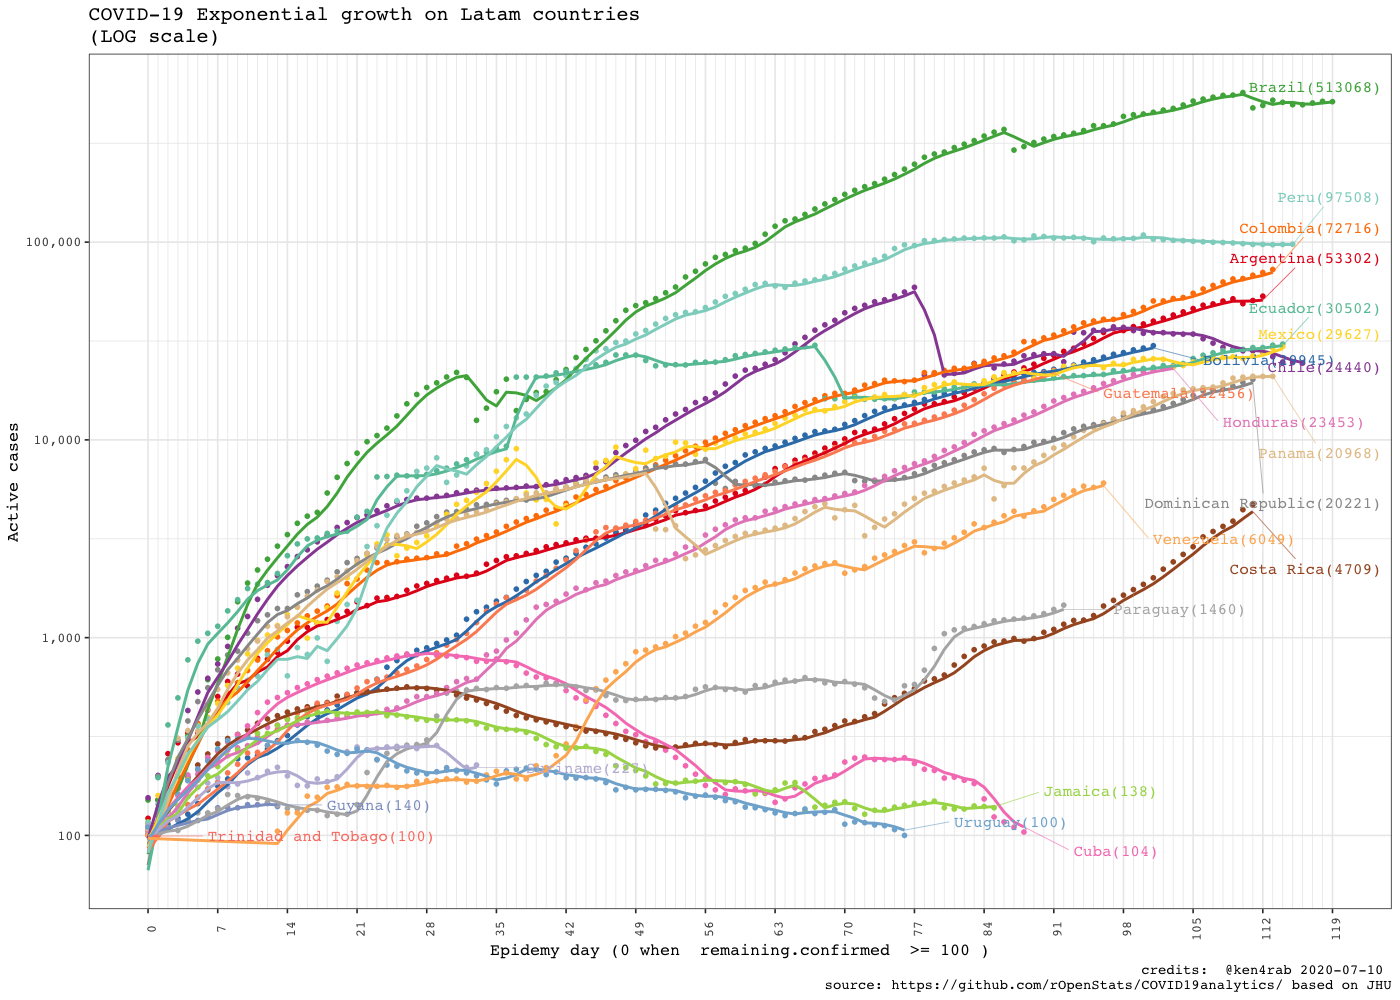 COVID-19 Exponential growth on Latam countries
(LOG scale)
Brazil(513068)
Peru(97508)
Colombia(72716)
100,000
Argentina(53302)
Ecuador(30502)
Mexico(29627)
Chile(24440)
Guatemala(22456)
Honduras(23453)
10,000
Panama(20968)
Dominican Republic(20221)
Venezuela(6049)
Costa Rica(4709)
Paraguay(1460)
1,000
Suriname(227)
Jamaica(138)
Guyana(140)
Uruguay(100)
100
Trinidad and Tobago(100)
Cuba(104)
Active cases
0 7 14 21 28 35 42 49 56 63 70 77 84 91 98 105 112 119
Epidemy day (0 when  remaining.confirmed  >= 100 )
credits:  @ken4rab 2020-07-10
source: https://github.com/rOpenStats/COVID19analytics/ based on JHU